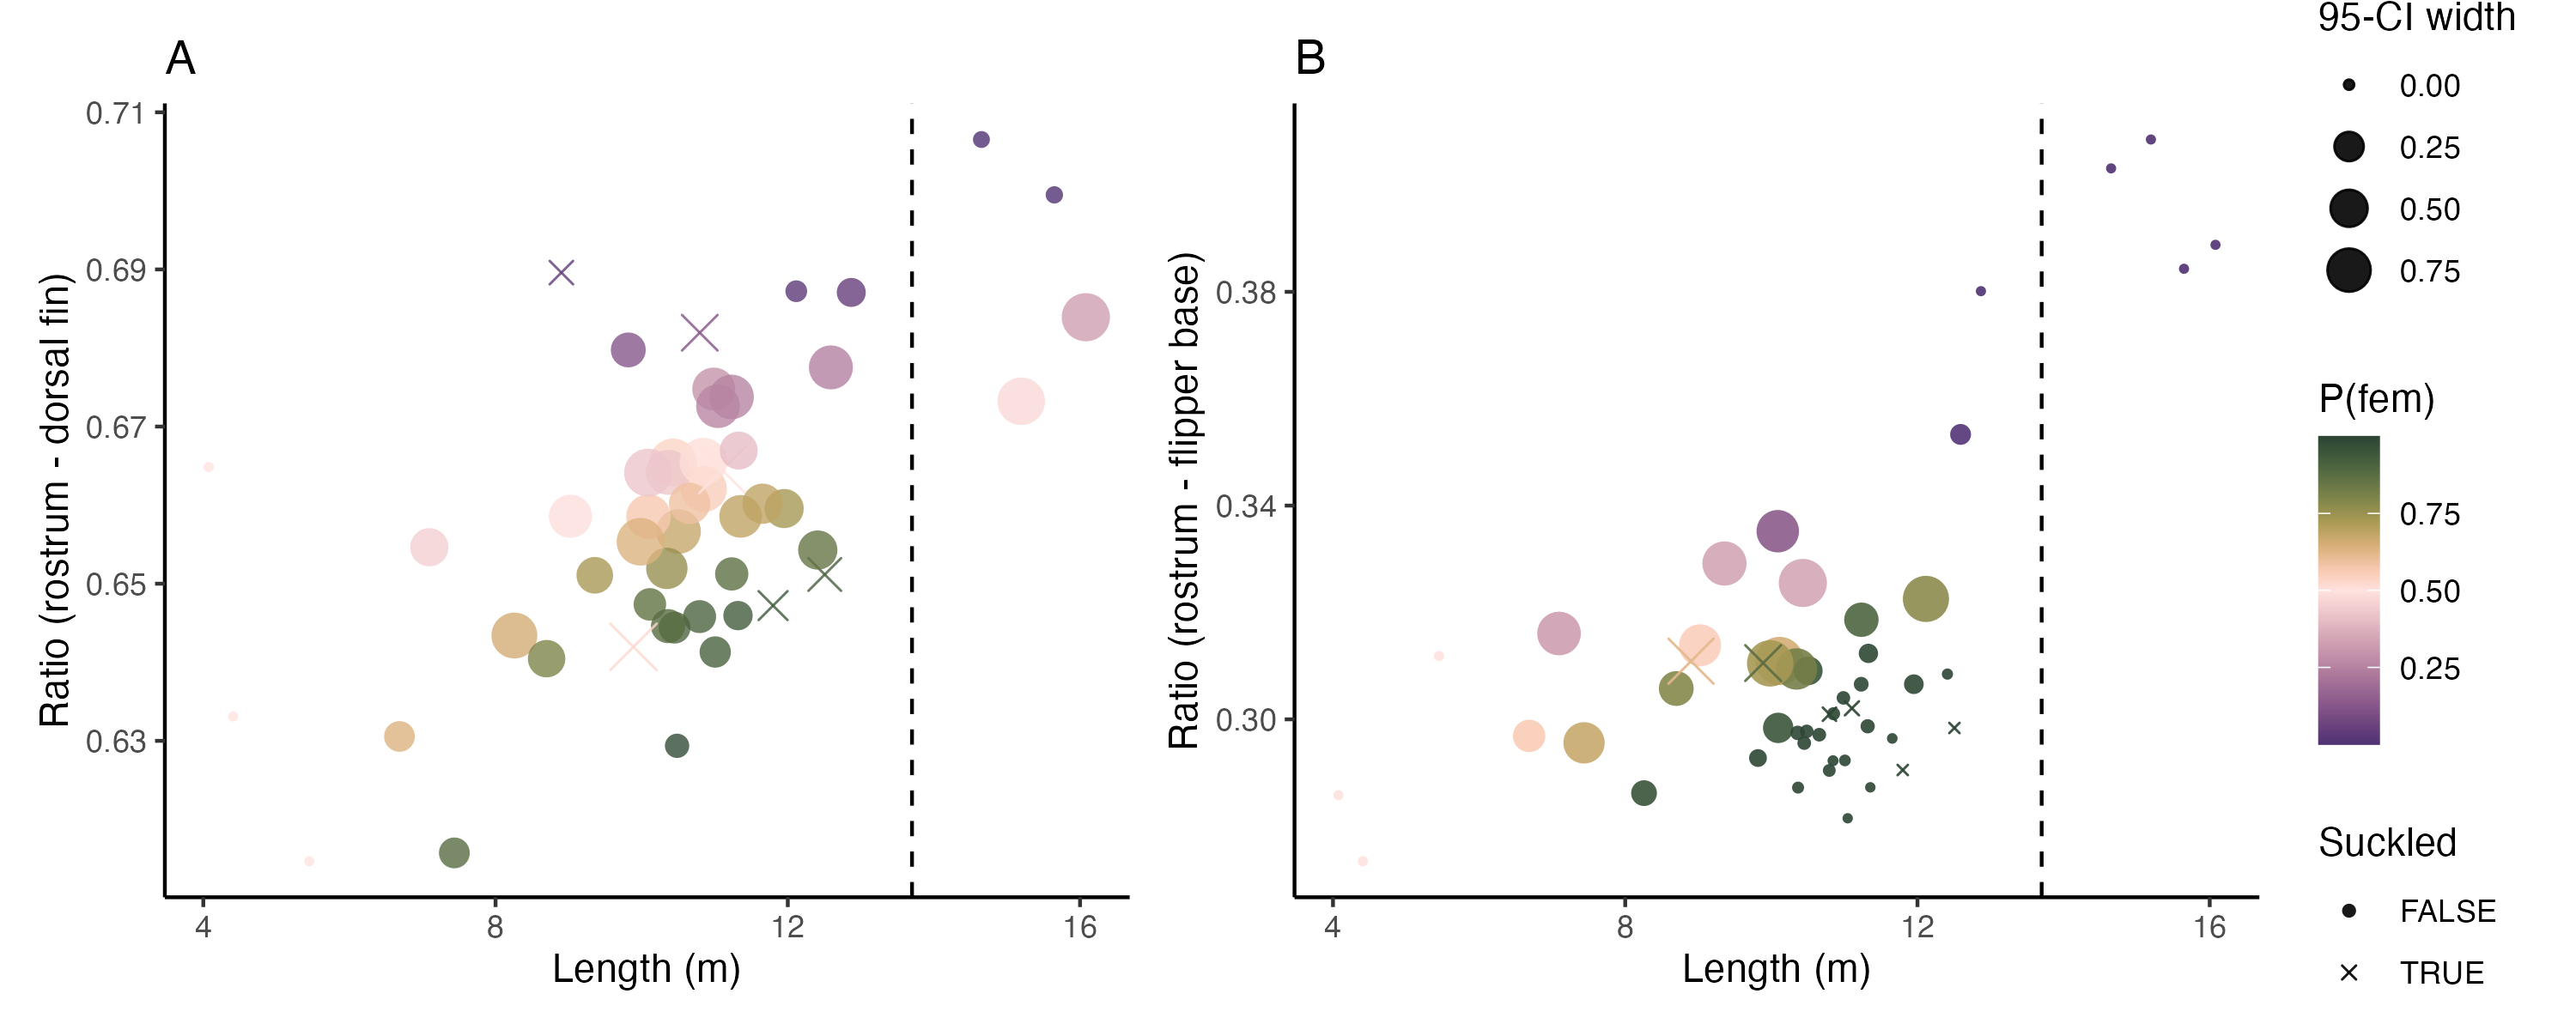 A
Ratio (rostrum - dorsal fin)
0.71
0.69
0.67
0.65
0.63
4 8 12 16
Length (m)
B
Ratio (rostrum - flipper base)
0.38
0.34
0.30
4 8 12 16
Length (m)
95-CI width
0.00
0.25
0.50
0.75
P(fem)
0.75
0.50
0.25
Suckled
FALSE
TRUE